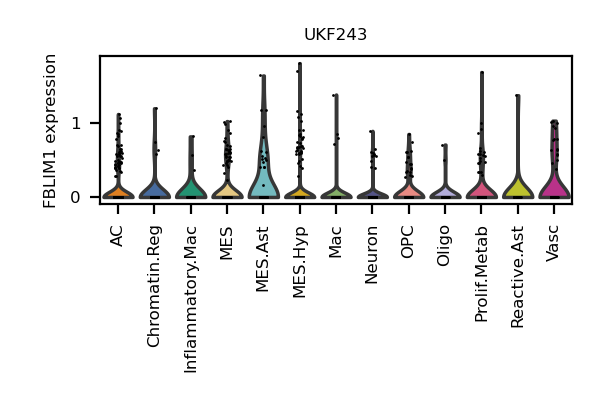 UKF243
FBLIM1 expression
1
0
AC
Chromatin.Reg
Inflammatory.Mac
MES
MES.Ast
MES.Hyp
Mac
Neuron
OPC
Oligo
Prolif.Metab
Reactive.Ast
Vasc